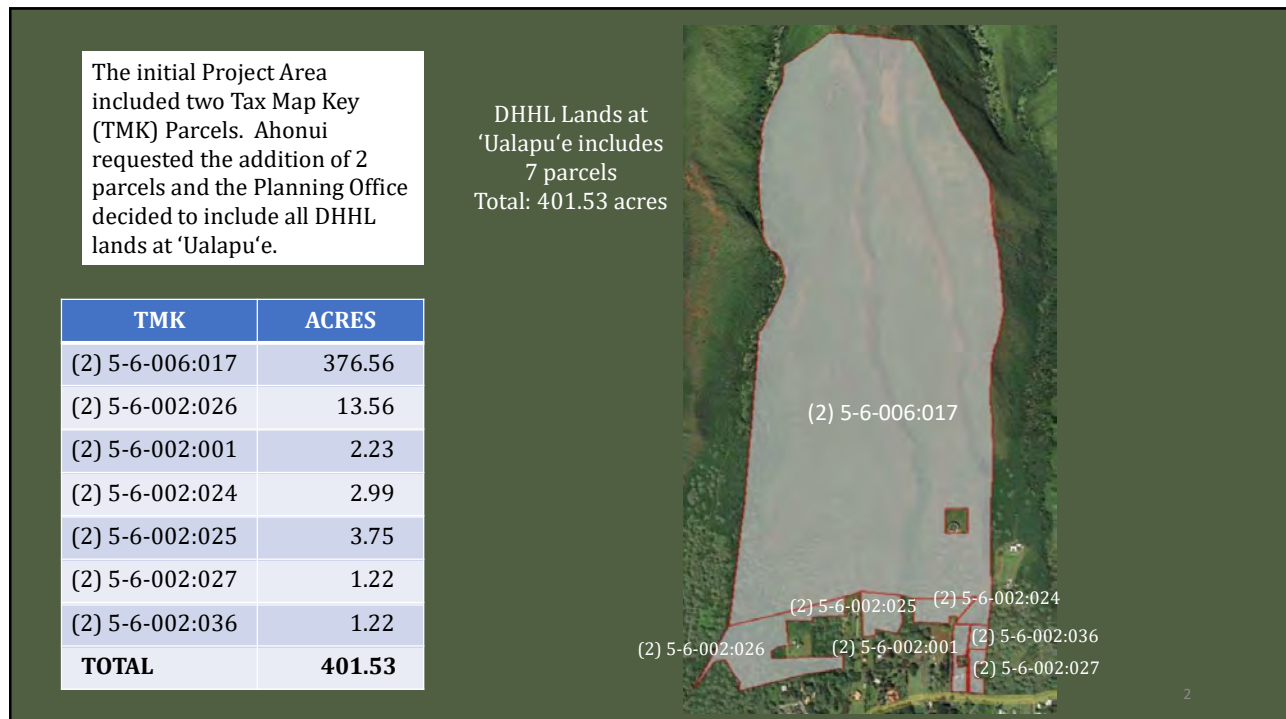 The initial Project Area
included two Tax Map Key
(TMK) Parcels.  Ahonui
requested the addition of 2
parcels and the Planning Office
decided to include all DHHL
lands at ‘Ualapu‘e.
DHHL Lands at
‘Ualapu‘e includes
7 parcels
Total: 401.53 acres
TMK ACRES
(2) 5-6-006:017 376.56
(2) 5-6-002:026 13.56
(2) 5-6-002:001 2.23
(2) 5-6-002:024 2.99
(2) 5-6-002:025 3.75
(2) 5-6-002:027 1.22
(2) 5-6-002:036 1.22
TOTAL 401.53
(2) 5-6-006:017
(2) 5-6-002:025
(2) 5-6-002:024
(2) 5-6-002:026
(2) 5-6-002:001
(2) 5-6-002:036
(2) 5-6-002:027
2